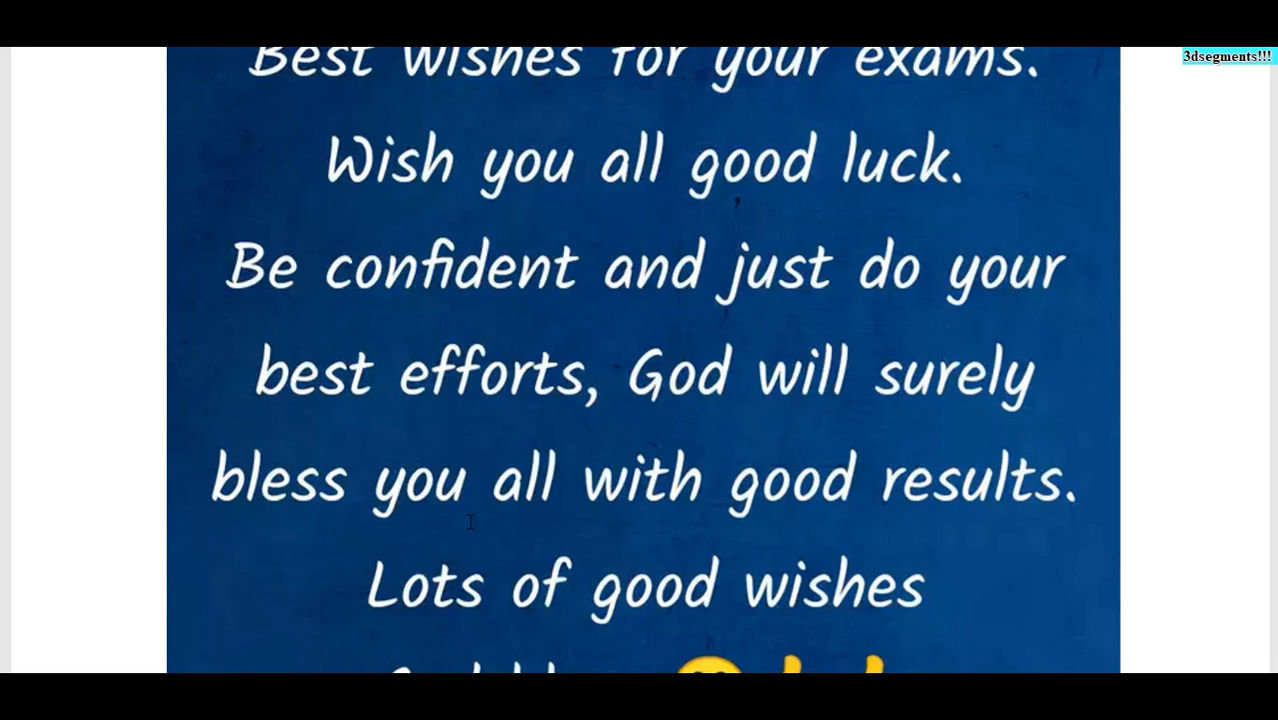 Best wishes for your exams.
3dsegments!!!
Wish you all good luck.
Be confident and just do your
best efforts, God will surely
bless you all with good results.
Lots of good wishes